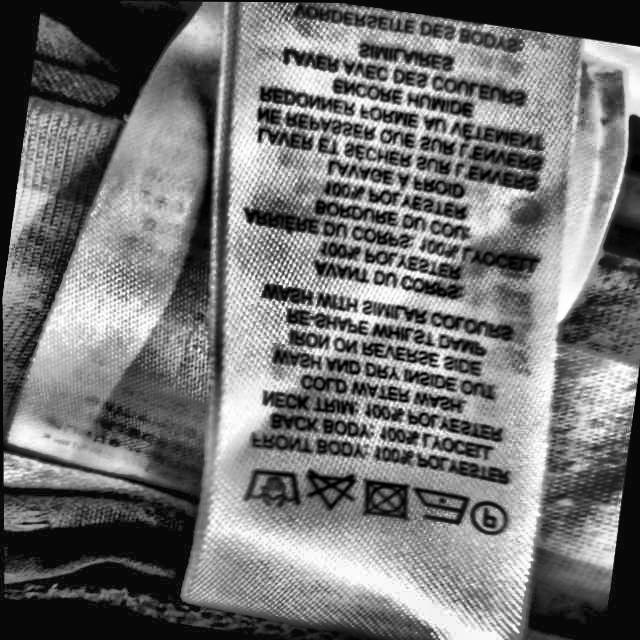 P
FRONT BODY: 100% POLYESTER
BACK BODY: 100% LYOCELL
NECK TRIM: 100% POLYESTER
COLD WATER WASH
WASH AND DRY INSIDE OUT
IRON ON REVERSE SIDE
RE-SHAPE WHILST DAMP
WASH WITH SIMILAR COLOURS
AVANT DU CORPS:
100% POLYESTER
ARRIERE DU CORPS: 100% LYOCELL
BORDURE DU COU:
100% POLYESTER
LAVAGE À FROID
LAVER ET SECHER SUR L'ENVERS
NE REPASSER QUE SUR L'ENVERS
REDONNER FORME AU VETEMENT
ENCORE HUMIDE
LAVER AVEC DES COULEURS
SIMILAIRES
VORDERSEITE DES BODYS: